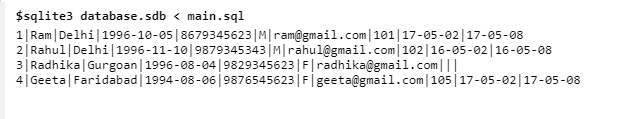 $sqlite3 database.sdb < main.sql
1|Ram|Delhi|1996-10-05|8679345623|M|ram@gmail.com|101|17-05-02|17-05-08
2|Rahul|Delhi|1996-11-10|9879345343|M|rahul@gmail.com|102|16-05-02|16-05-08
3|Radhika|Gurgoan|1996-08-04|9829345623|F|radhika@gmail.com|||
4|Geeta|Faridabad|1994-08-06|9876545623|F|geeta@gmail.com|105|17-05-02|17-05-08